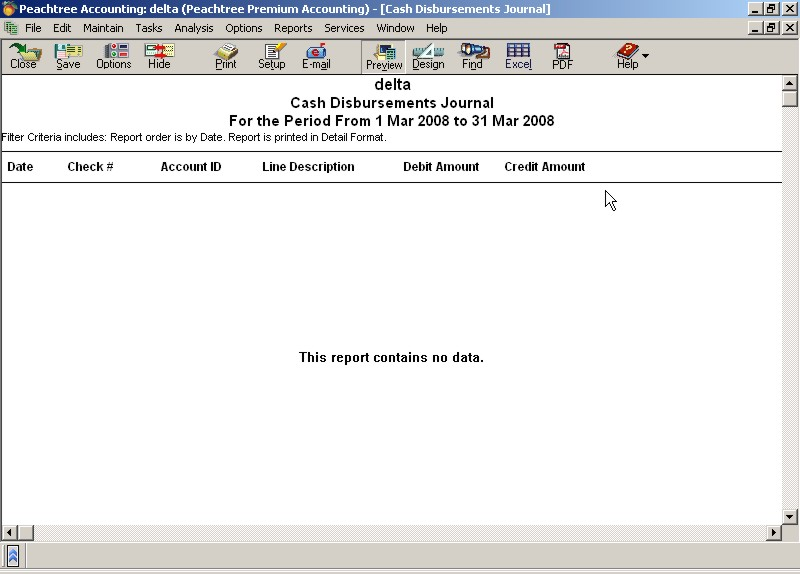 Peachtree Accounting: delta (Peachtree Premium Accounting) - [Cash Disbursements Journal]
File Edit Maintain Tasks Analysis Options Reports Services Window Help
Close Save Options Hide Print Setup E-mail Preview Design Find Excel PDF Help
delta
Cash Disbursements Journal
For the Period From 1 Mar 2008 to 31 Mar 2008
Filter Criteria includes: Report order is by Date. Report is printed in Detail Format.
Date Check # Account ID Line Description Debit Amount Credit Amount
This report contains no data.